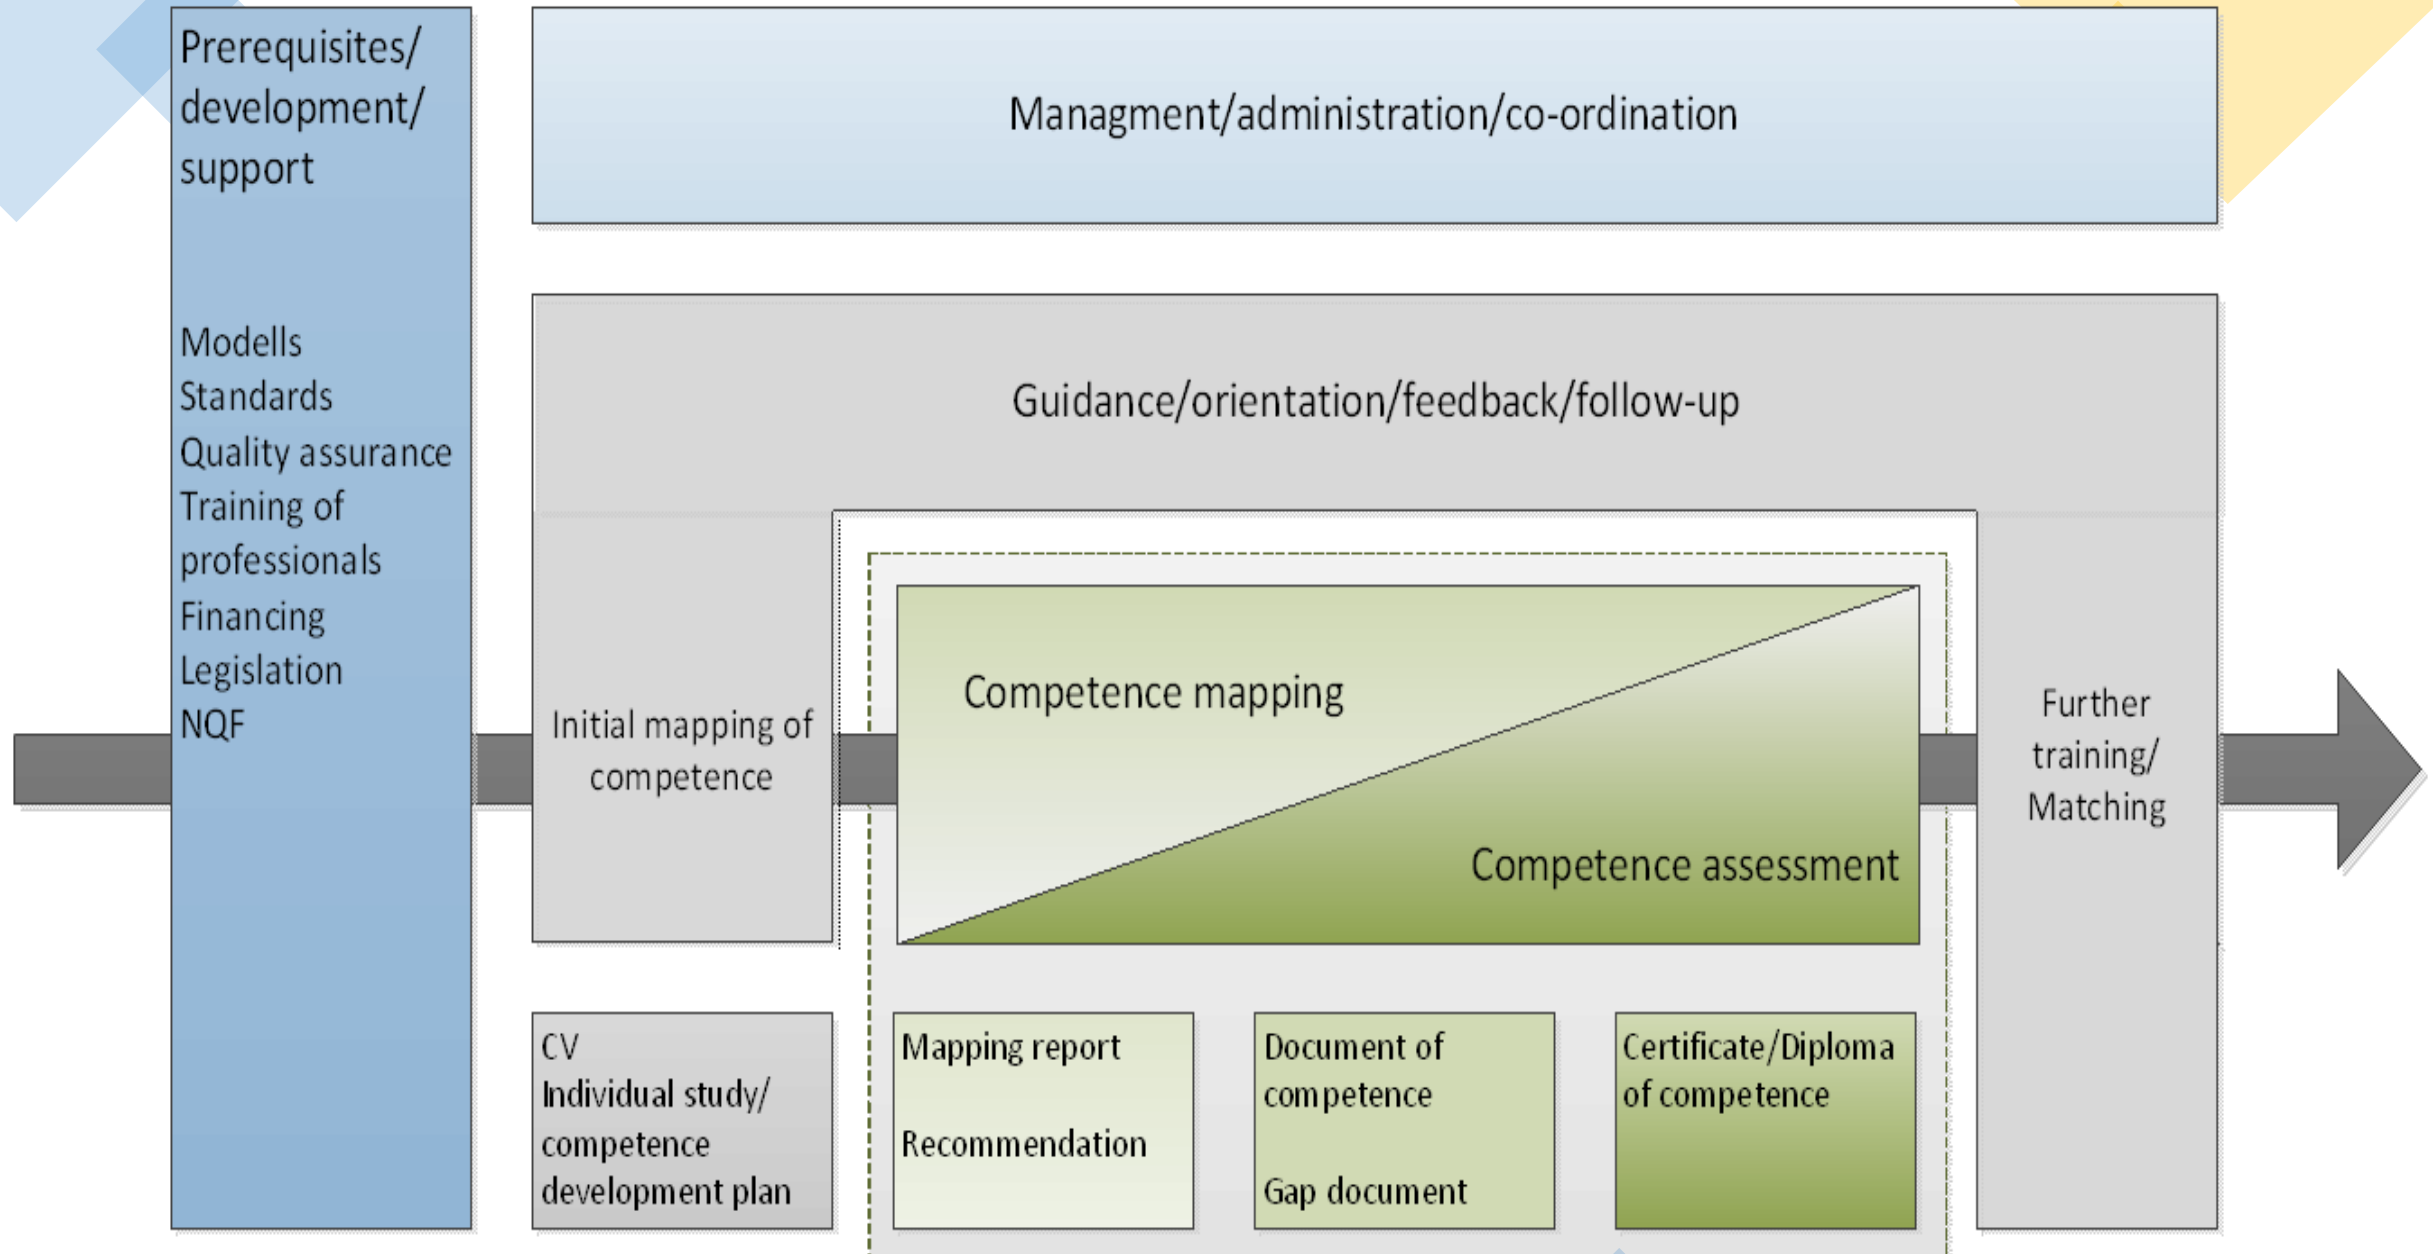 Prerequisites/
development/
support
Modells
Standards
Quality assurance
Training of
professionals
Financing
Legislation
NQF
Managment/administration/co-ordination
Guidance/orientation/feedback/follow-up
Initial mapping of
competence
Competence mapping
Competence assessment
Further
training/
Matching
CV
Individual study/
competence
development plan
Mapping report
Recommendation
Document of
competence
Gap document
Certificate/Diploma
of competence